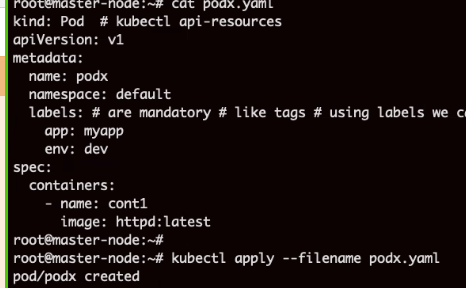 root@master-node:~# cat podx.yaml
kind: Pod  # kubectl api-resources
apiVersion: v1
metadata:
  name: podx
  namespace: default
  labels: # are mandatory # like tags # using labels we
    app: myapp
    env: dev
spec:
  containers:
    - name: cont1
      image: httpd:latest
root@master-node:~#
root@master-node:~# kubectl apply --filename podx.yaml
pod/podx created